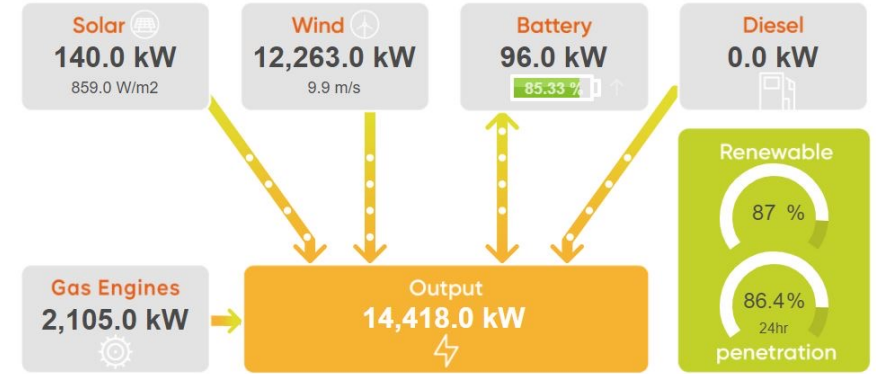 Solar
140.0 kW
859.0 W/m2
Wind
12,263.0 kW
9.9 m/s
Battery
96.0 kW
85.33 %
Diesel
0.0 kW
Renewable
87 %
86.4%
24hr
penetration
Gas Engines
2,105.0 kW
Output
14,418.0 kW